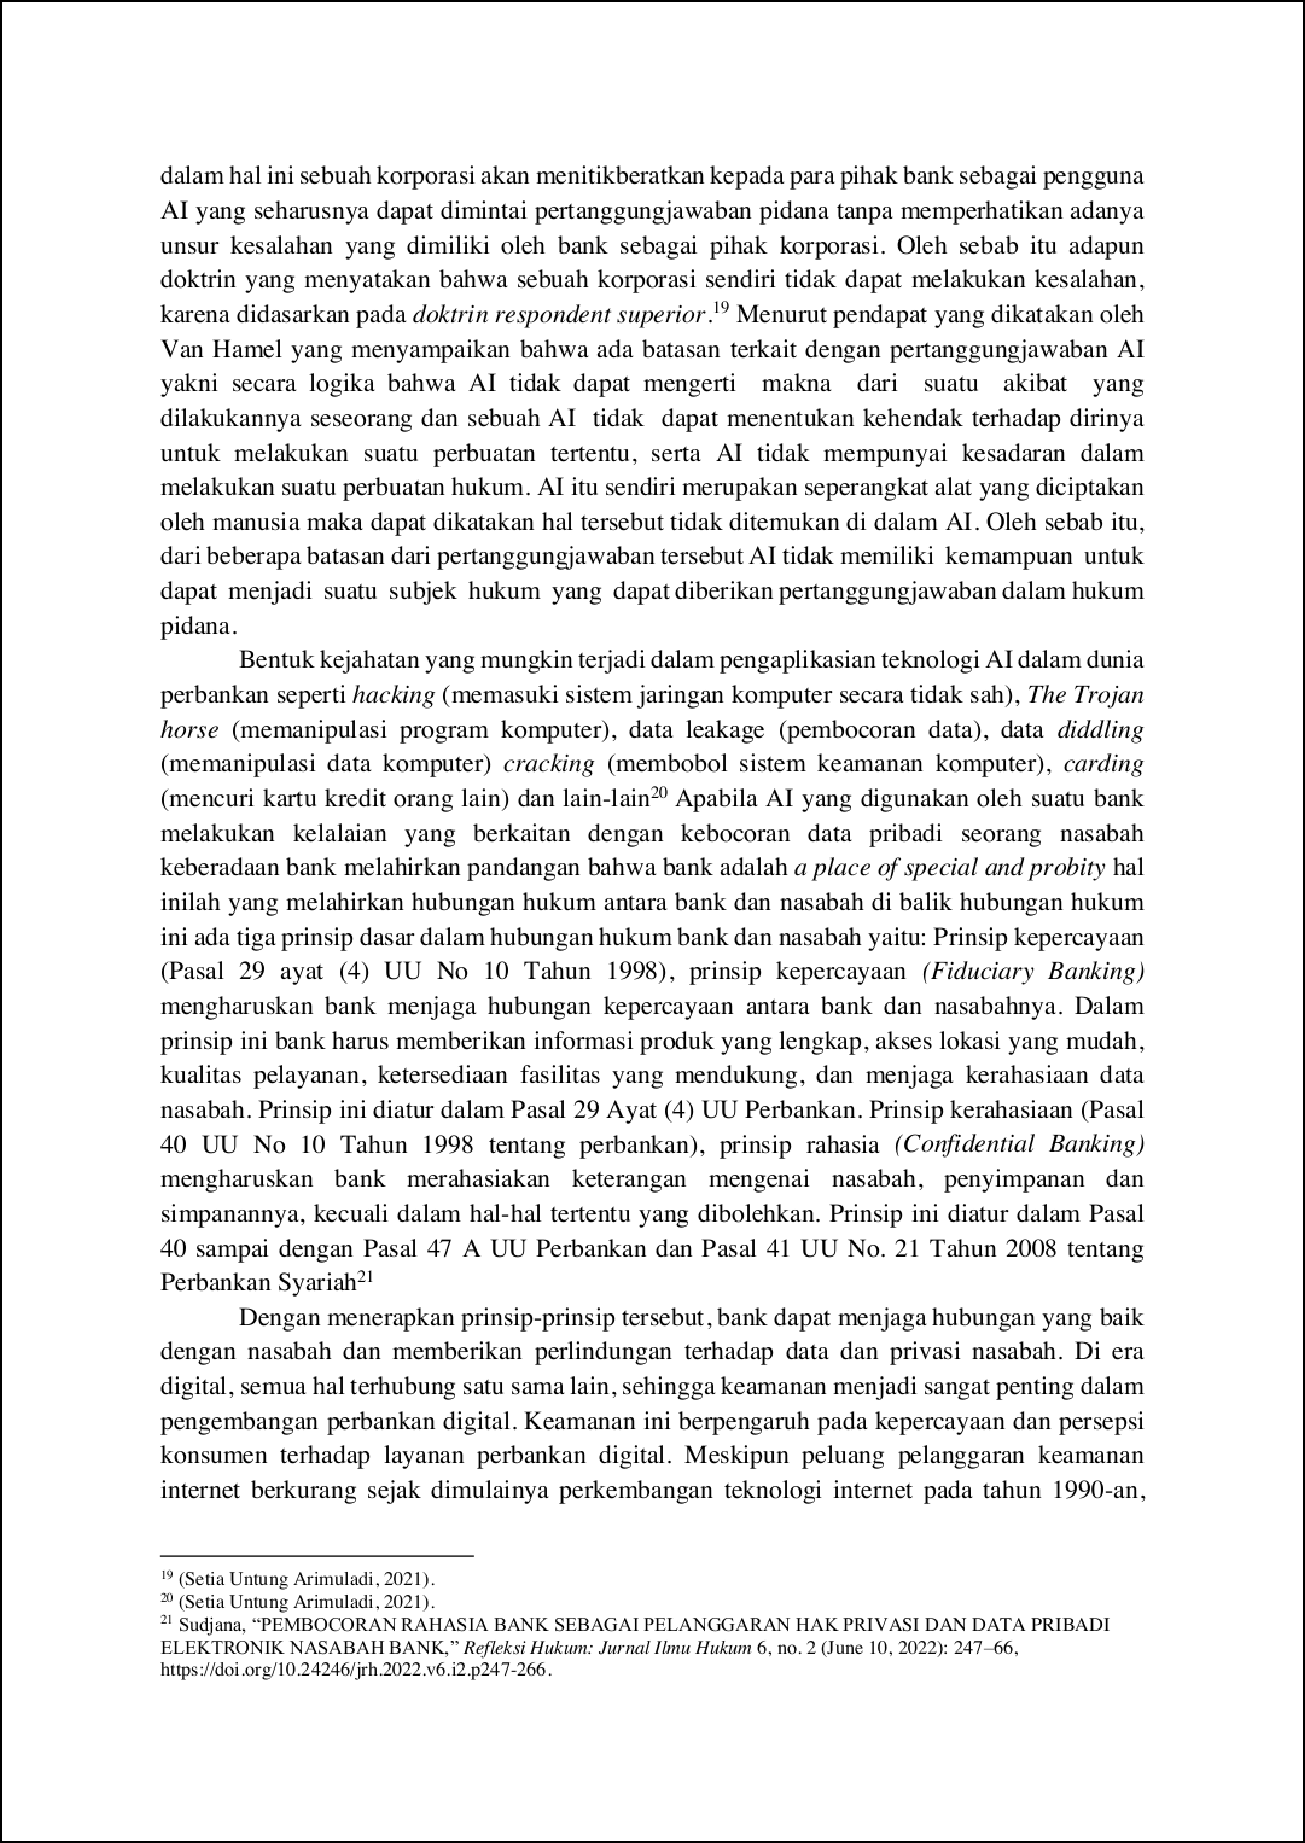 dalam hal ini sebuah korporasi akan menitikberatkan kepada para pihak bank sebagai pengguna
AI yang seharusnya dapat dimintai pertanggungjawaban pidana tanpa memperhatikan adanya
unsur kesalahan yang dimiliki oleh bank sebagai pihak korporasi. Oleh sebab itu adapun
doktrin yang menyatakan bahwa sebuah korporasi sendiri tidak dapat melakukan kesalahan,
karena didasarkan pada doktrin respondent superior.19 Menurut pendapat yang dikatakan oleh
Van Hamel yang menyampaikan bahwa ada batasan terkait dengan pertanggungjawaban AI
yakni secara logika bahwa AI tidak dapat mengerti makna dari suatu akibat yang
dilakukannya seseorang dan sebuah AI tidak dapat menentukan kehendak terhadap dirinya
untuk melakukan suatu perbuatan tertentu, serta AI tidak mempunyai kesadaran dalam
melakukan suatu perbuatan hukum. AI itu sendiri merupakan seperangkat alat yang diciptakan
oleh manusia maka dapat dikatakan hal tersebut tidak ditemukan di dalam AI. Oleh sebab itu,
dari beberapa batasan dari pertanggungjawaban tersebut AI tidak memiliki kemampuan untuk
dapat menjadi suatu subjek hukum yang dapat diberikan pertanggungjawaban dalam hukum
pidana.
Bentuk kejahatan yang mungkin terjadi dalam pengaplikasian teknologi AI dalam dunia
perbankan seperti hacking (memasuki sistem jaringan komputer secara tidak sah), The Trojan
horse (memanipulasi program komputer), data leakage (pembocoran data), data diddling
(memanipulasi data komputer) cracking (membobol sistem keamanan komputer), carding
(mencuri kartu kredit orang lain) dan lain-lain20 Apabila AI yang digunakan oleh suatu bank
melakukan kelalaian yang berkaitan dengan kebocoran data pribadi seorang nasabah
keberadaan bank melahirkan pandangan bahwa bank adalah a place of special and probity hal
inilah yang melahirkan hubungan hukum antara bank dan nasabah di balik hubungan hukum
ini ada tiga prinsip dasar dalam hubungan hukum bank dan nasabah yaitu: Prinsip kepercayaan
(Pasal 29 ayat (4) UU No 10 Tahun 1998), prinsip kepercayaan (Fiduciary Banking)
mengharuskan bank menjaga hubungan kepercayaan antara bank dan nasabahnya. Dalam
prinsip ini bank harus memberikan informasi produk yang lengkap, akses lokasi yang mudah,
kualitas pelayanan, ketersediaan fasilitas yang mendukung, dan menjaga kerahasiaan data
nasabah. Prinsip ini diatur dalam Pasal 29 Ayat (4) UU Perbankan. Prinsip kerahasiaan (Pasal
40 UU No 10 Tahun 1998 tentang perbankan), prinsip rahasia (Confidential Banking)
mengharuskan bank merahasiakan keterangan mengenai nasabah, penyimpanan dan
simpanannya, kecuali dalam hal-hal tertentu yang dibolehkan. Prinsip ini diatur dalam Pasal
40 sampai dengan Pasal 47 A UU Perbankan dan Pasal 41 UU No. 21 Tahun 2008 tentang
Perbankan Syariah21
Dengan menerapkan prinsip-prinsip tersebut, bank dapat menjaga hubungan yang baik
dengan nasabah dan memberikan perlindungan terhadap data dan privasi nasabah. Di era
digital, semua hal terhubung satu sama lain, sehingga keamanan menjadi sangat penting dalam
pengembangan perbankan digital. Keamanan ini berpengaruh pada kepercayaan dan persepsi
konsumen terhadap layanan perbankan digital. Meskipun peluang pelanggaran keamanan
internet berkurang sejak dimulainya perkembangan teknologi internet pada tahun 1990-an,
19 (Setia Untung Arimuladi, 2021).
20 (Setia Untung Arimuladi, 2021).
21 Sudjana, “PEMBOCORAN RAHASIA BANK SEBAGAI PELANGGARAN HAK PRIVASI DAN DATA PRIBADI
ELEKTRONIK NASABAH BANK,” Refleksi Hukum: Jurnal Ilmu Hukum 6, no. 2 (June 10, 2022): 247–66,
https://doi.org/10.24246/jrh.2022.v6.i2.p247-266.